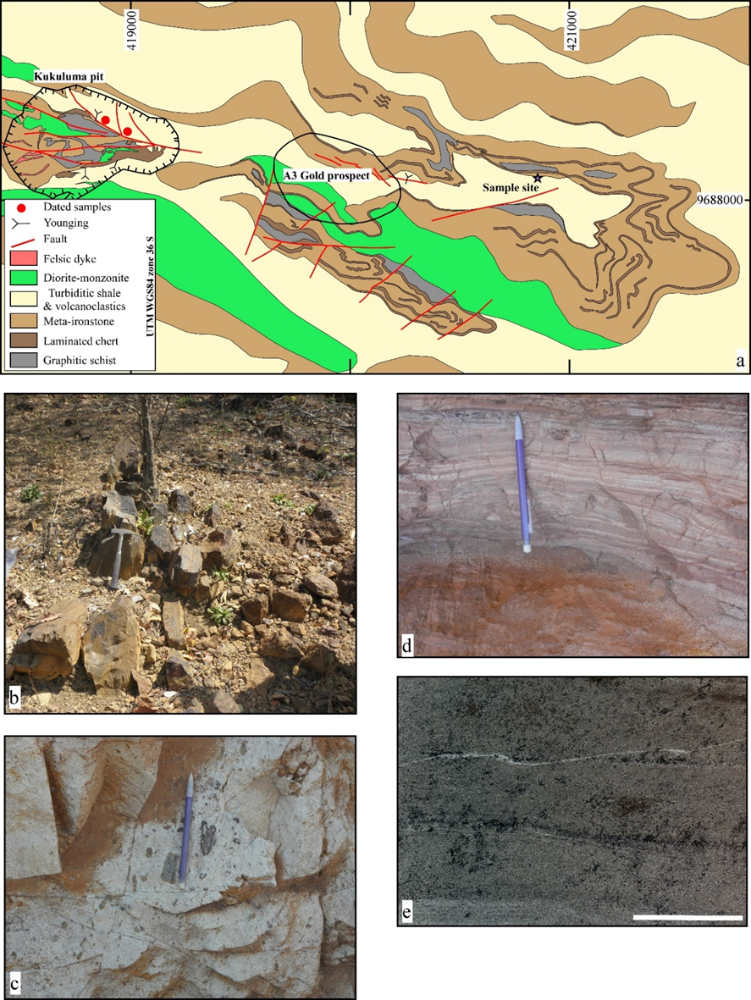 419000
421000
Kukuluma pit
A3 Gold prospect
Sample site
9688000
Dated samples
Younging
Fault
Felsic dyke
Diorite-monzonite
Turbiditic shale
& volcanoclastics
Meta-ironstone
Laminated chert
Graphitic schist
UTM WGS84 zone 36 S
a
b
d
c
e